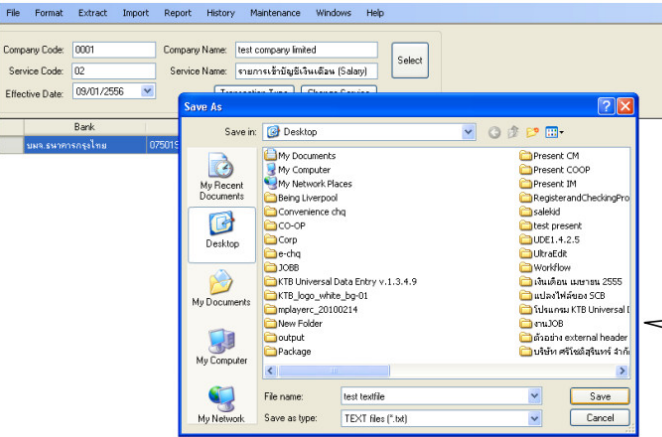 File Format Extract Import Report History Maintenance Windows Help
Company Code: 0001 Company Name: test company limited
Select
Service Code: 02 Service Name: รายการเข้าบัญชีเงินเดือน (Salary)
Effective Date: 09/01/2556
Save As
Bank
บมจ.ธนาคารกรุงไทย 075019
Save in: Desktop
My Recent Documents
Desktop
My Documents
My Computer
My Network
My Documents
My Computer
My Network Places
Being Liverpool
Convenience chq
CO-OP
Corp
e-chq
JOBB
KTB Universal Data Entry v.1.3.4.9
KTB_logo_white_bg-01
mplayerc_20100214
New Folder
output
Package
Present CM
Present COOP
Present IM
RegisterandCheckingPro
salekid
test present
UDE1.4.2.5
UltraEdit
Workflow
เงินเดือน เมษายน 2555
แปลงไฟล์ของ SCB
โปรแกรม KTB Universal
งานJOB
ตัวอย่าง external header
File name: test textfile Save
Save as type: TEXT files (*.txt) Cancel